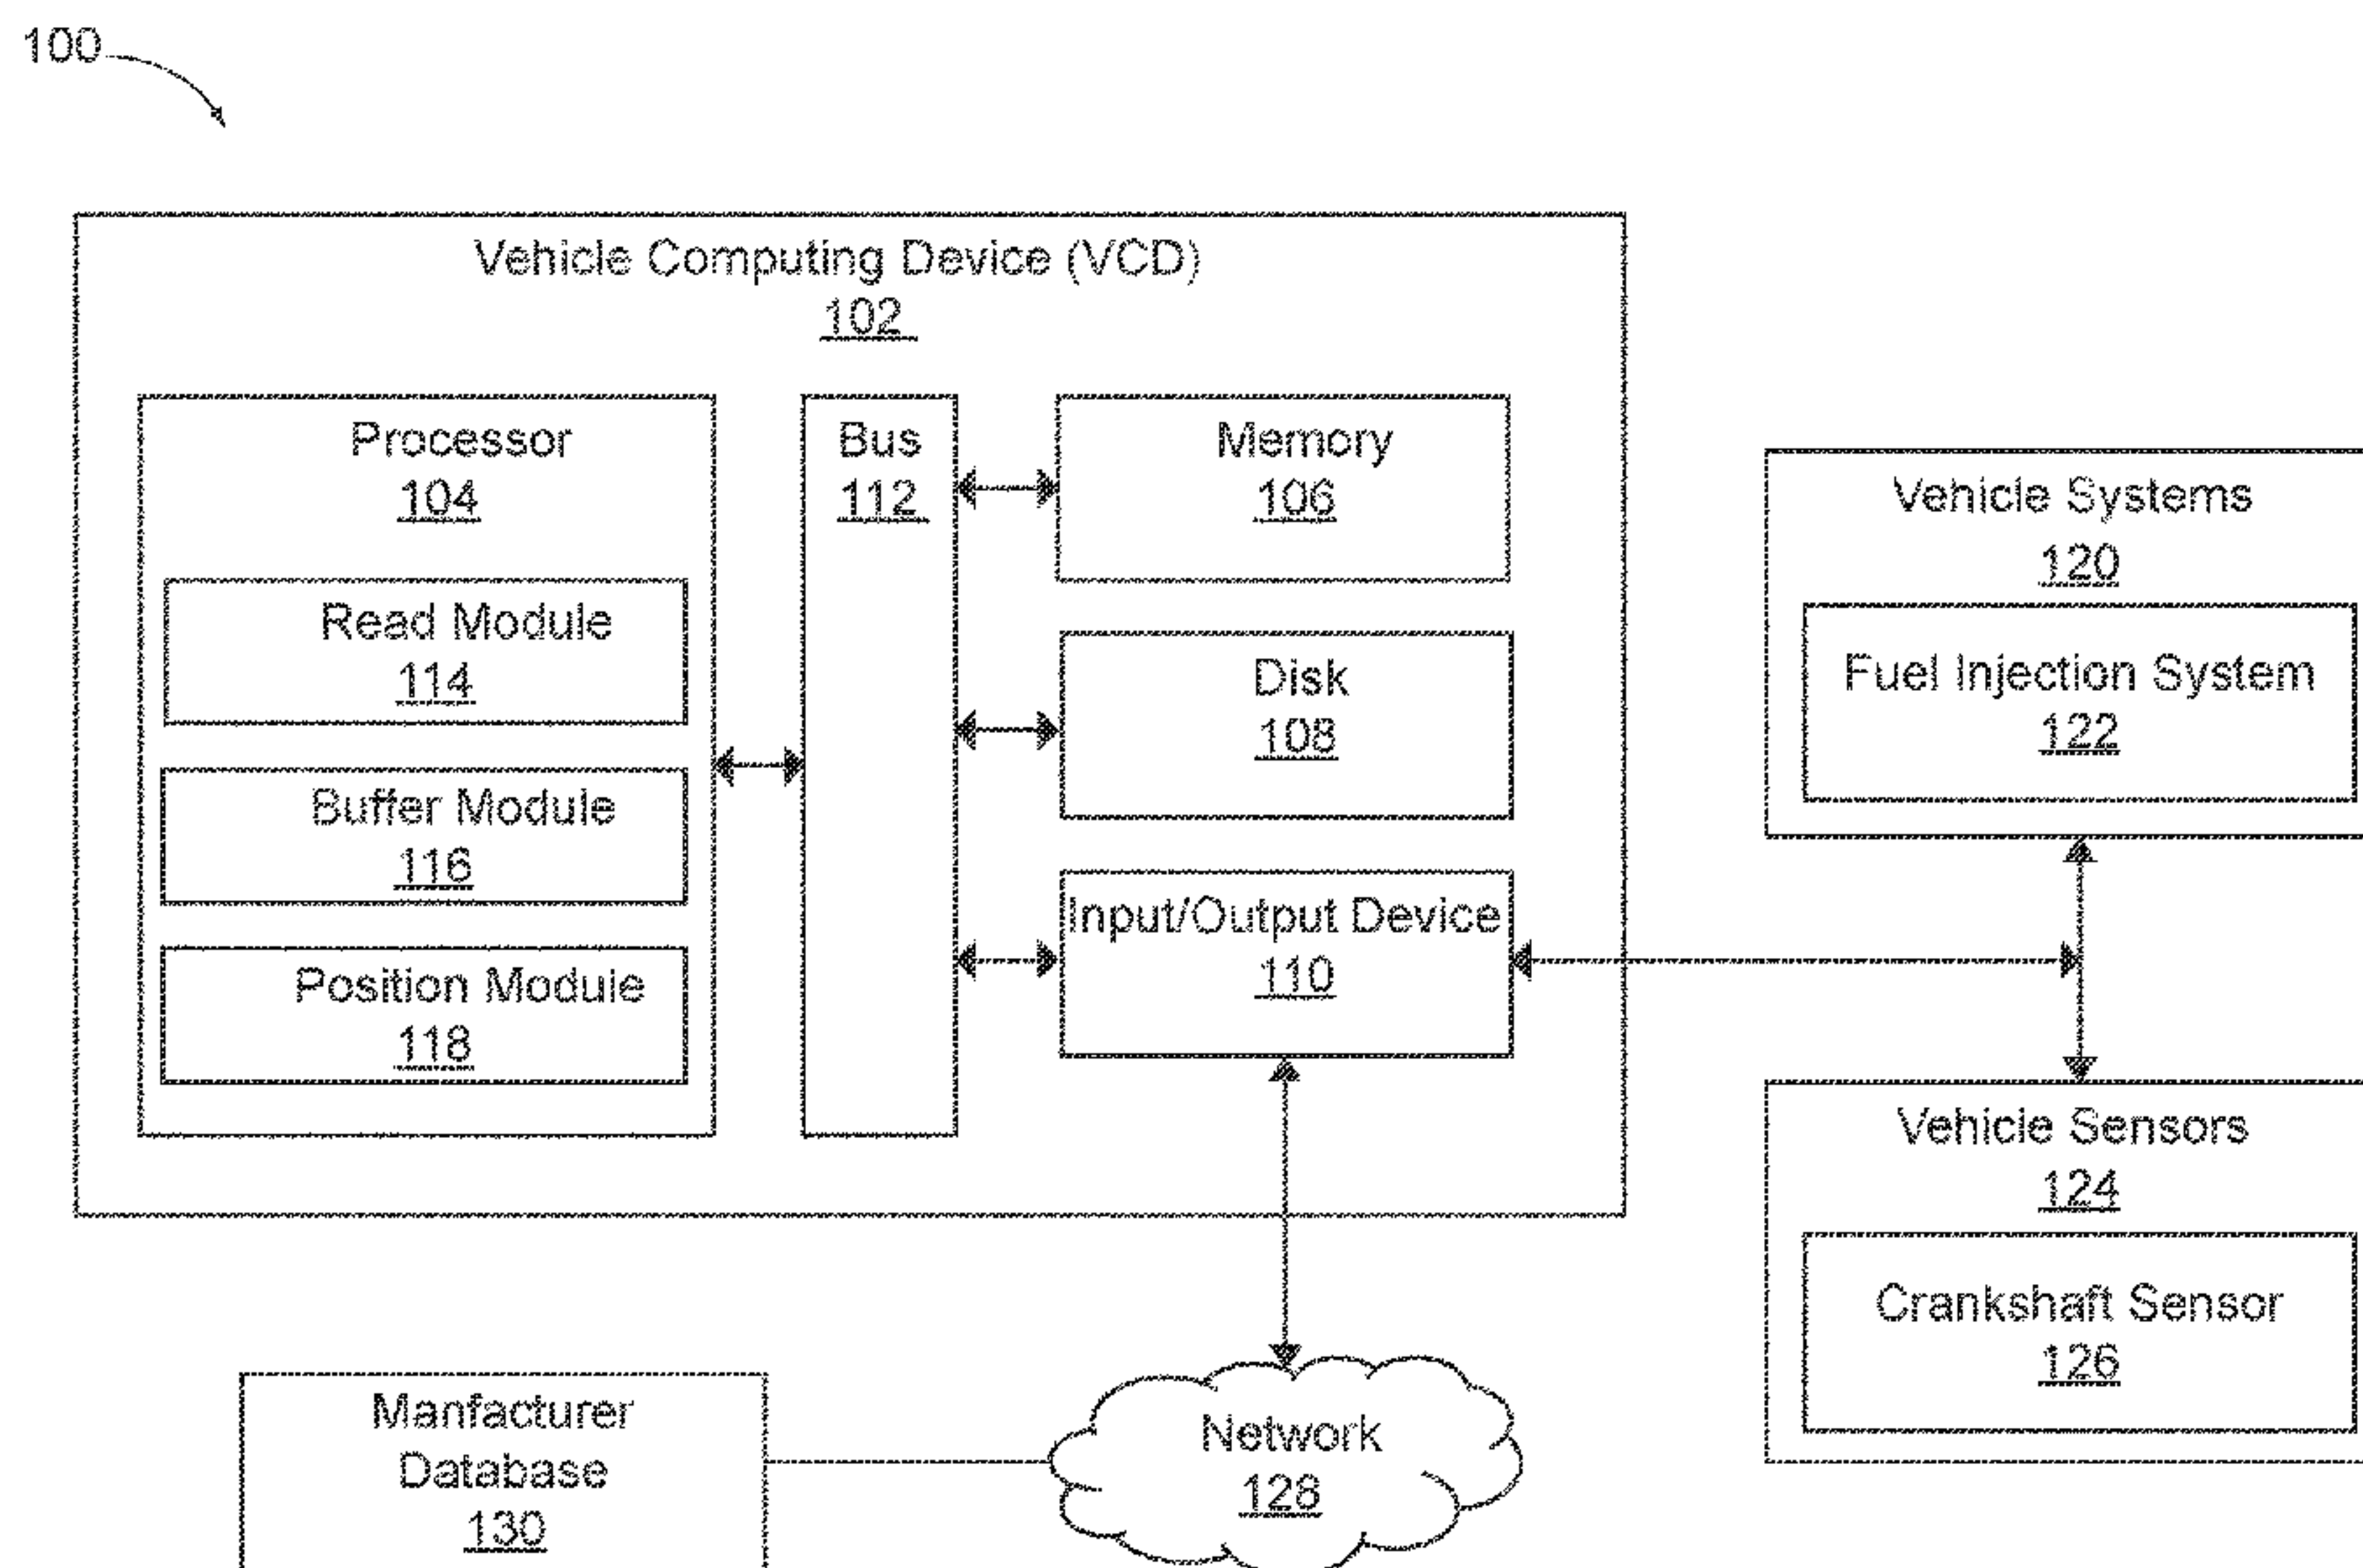 100
Vehicle Computing Device (VCD)
102
Processor
104
Read Module
114
Buffer Module
116
Position Module
118
Bus
112
Memory
106
Disk
108
Input/Output Device
110
Vehicle Systems
120
Fuel Injection System
122
Vehicle Sensors
124
Crankshaft Sensor
126
Manfacturer
Database
130
Network
128